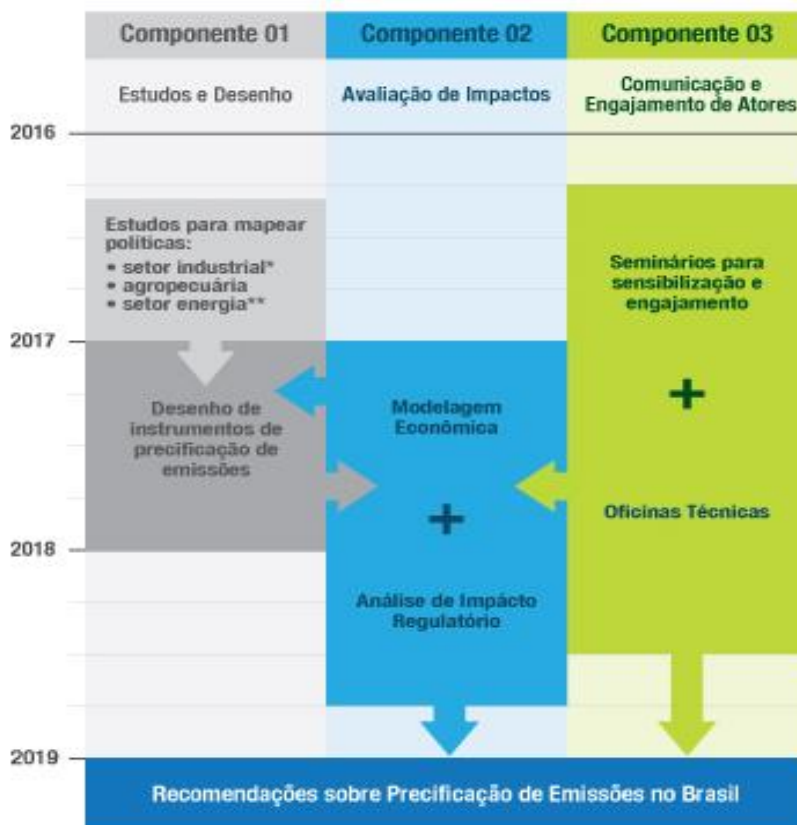 Componente 01
Componente 02
Componente 03
Estudos e Desenho
Avaliação de Impactos
Comunicação e
Engajamento de Atores
2016
Estudos para mapear
políticas:
• setor industrial*
• agropecuária
• setor energia**
Seminários para
sensibilização e
engajamento
2017
Desenho de
instrumentos de
precificação de
emissões
Modelagem
Econômica
+
+
Oficinas Técnicas
2018
Análise de Impácto
Regulatório
2019
Recomendações sobre Precificação de Emissões no Brasil